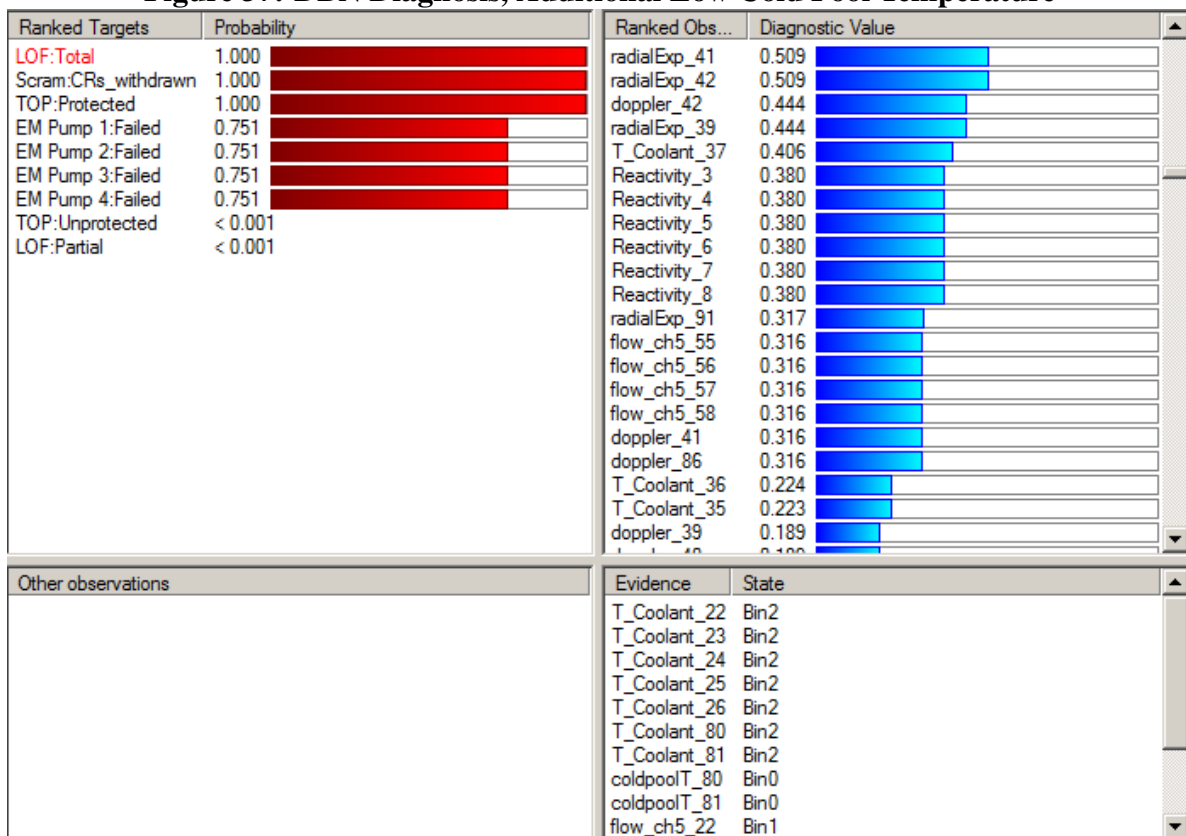 Ranked Targets Probability
LOF:Total 1.000
Scram:CRs_withdrawn 1.000
TOP:Protected 1.000
EM Pump 1:Failed 0.751
EM Pump 2:Failed 0.751
EM Pump 3:Failed 0.751
EM Pump 4:Failed 0.751
TOP:Unprotected < 0.001
LOF:Partial < 0.001
Ranked Obs... Diagnostic Value
radialExp_41 0.509
radialExp_42 0.509
doppler_42 0.444
radialExp_39 0.444
T_Coolant_37 0.406
Reactivity_3 0.380
Reactivity_4 0.380
Reactivity_5 0.380
Reactivity_6 0.380
Reactivity_7 0.380
Reactivity_8 0.380
radialExp_91 0.317
flow_ch5_55 0.316
flow_ch5_56 0.316
flow_ch5_57 0.316
flow_ch5_58 0.316
doppler_41 0.316
doppler_86 0.316
T_Coolant_36 0.224
T_Coolant_35 0.223
doppler_39 0.189
Other observations
Evidence State
T_Coolant_22 Bin2
T_Coolant_23 Bin2
T_Coolant_24 Bin2
T_Coolant_25 Bin2
T_Coolant_26 Bin2
T_Coolant_80 Bin2
T_Coolant_81 Bin2
coldpoolT_80 Bin0
coldpoolT_81 Bin0
flow_ch5_22 Bin1